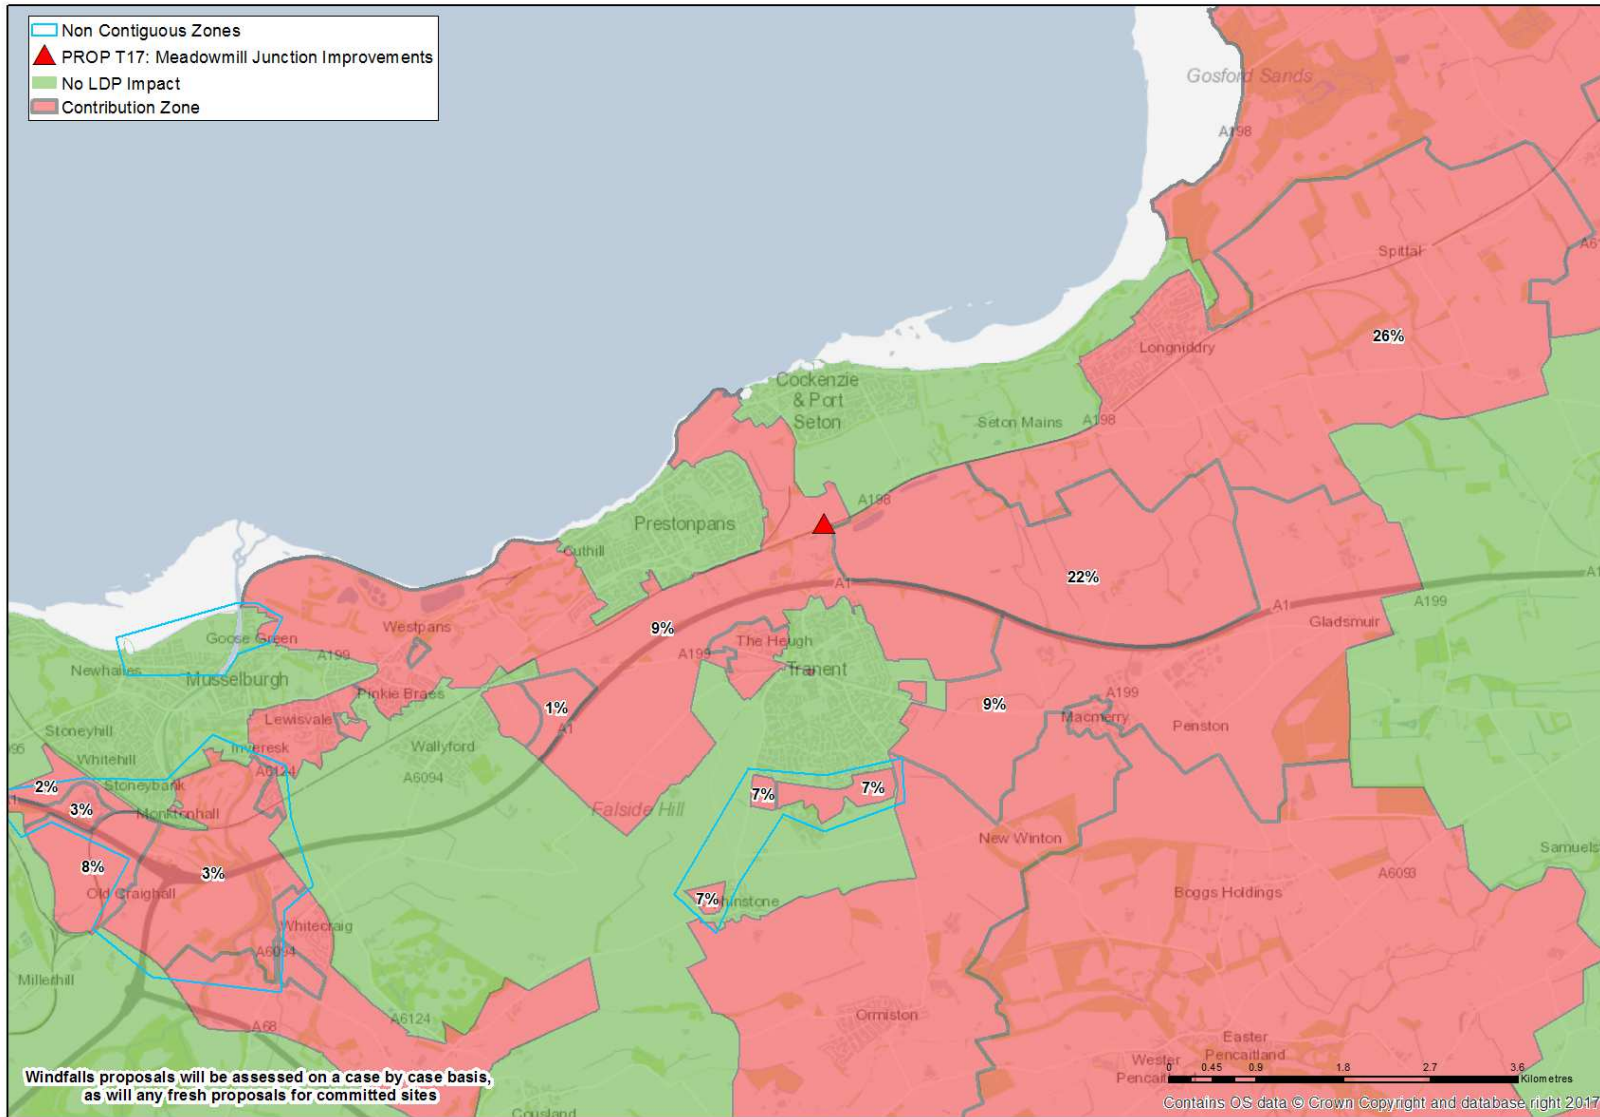 Non Contiguous Zones
PROP T17: Meadowmill Junction Improvements
No LDP Impact
Contribution Zone
Gosford Sands
A198
Spittal
26%
Longniddry
Cockenzie
& Port
Seton
Seton Mains
A198
A198
Prestonpans
Cuthill
22%
A1
A1
A199
Gladsmuir
Westpans
9%
The Heugh
A199
Tranent
Goose Green
A199
Newhailes
Musselburgh
Pinkie Braes
Lewisvale
1%
A1
9%
A199
Macmerry
Penston
Stoneyhill
Whitehill
Inveresk
Wallyford
A6094
A6124
Stoneybank
2%
3%
Monktonhall
7%
7%
Falside Hill
New Winton
8%
3%
Old Craighall
7%
Boggs Holdings
A6093
Whitecraig
A6094
Millerhill
A68
A6124
Ormiston
Easter
Pencaitland
Wester
Cousland
Windfalls proposals will be assessed on a case by case basis,
as will any fresh proposals for committed sites
0 0.45 0.9 1.8 2.7 3.6
Kilometres
Contains OS data © Crown Copyright and database right 2017